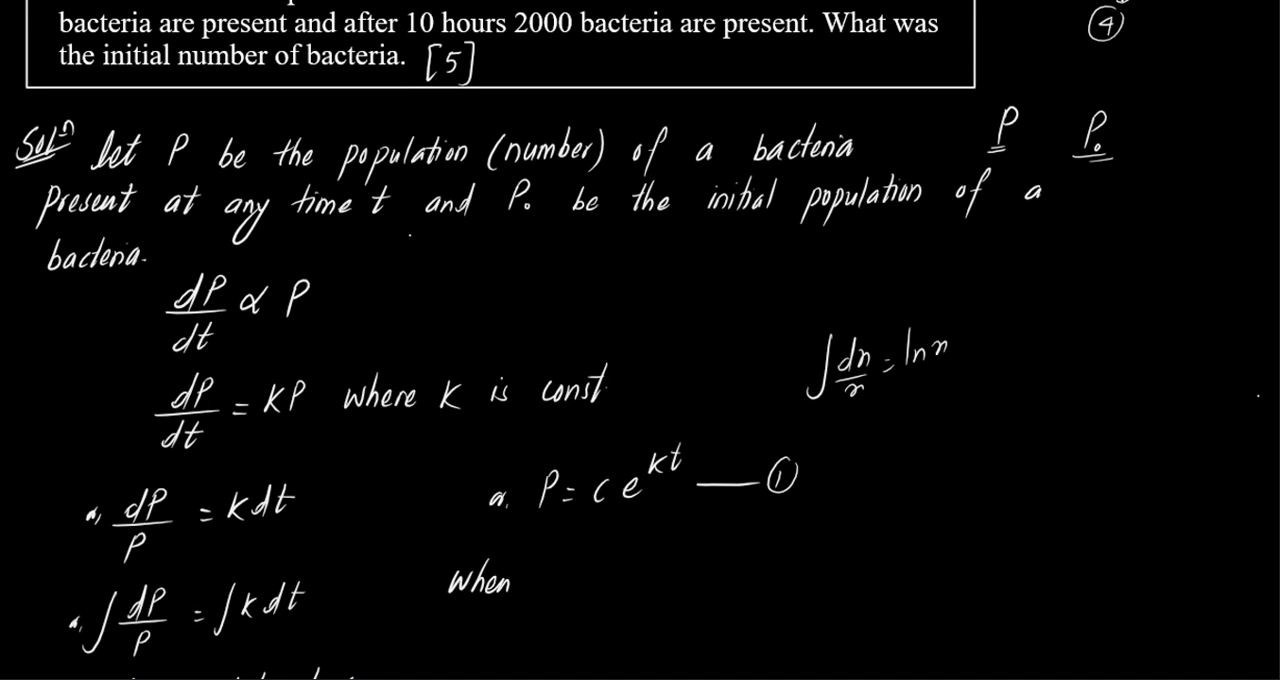 bacteria are present and after 10 hours 2000 bacteria are present. What was
the initial number of bacteria. [5]
④
Solⁿ let P be the population (number) of a bacteria
P P₀
present at any time t and P₀ be the initial population of a
bacteria.
dP/dt ∝ P
dP/dt = KP where K is const.
∫dx/x = ln x
dP/P = kdt
P = ce^kt — ①
∫dP/P = ∫kdt
when